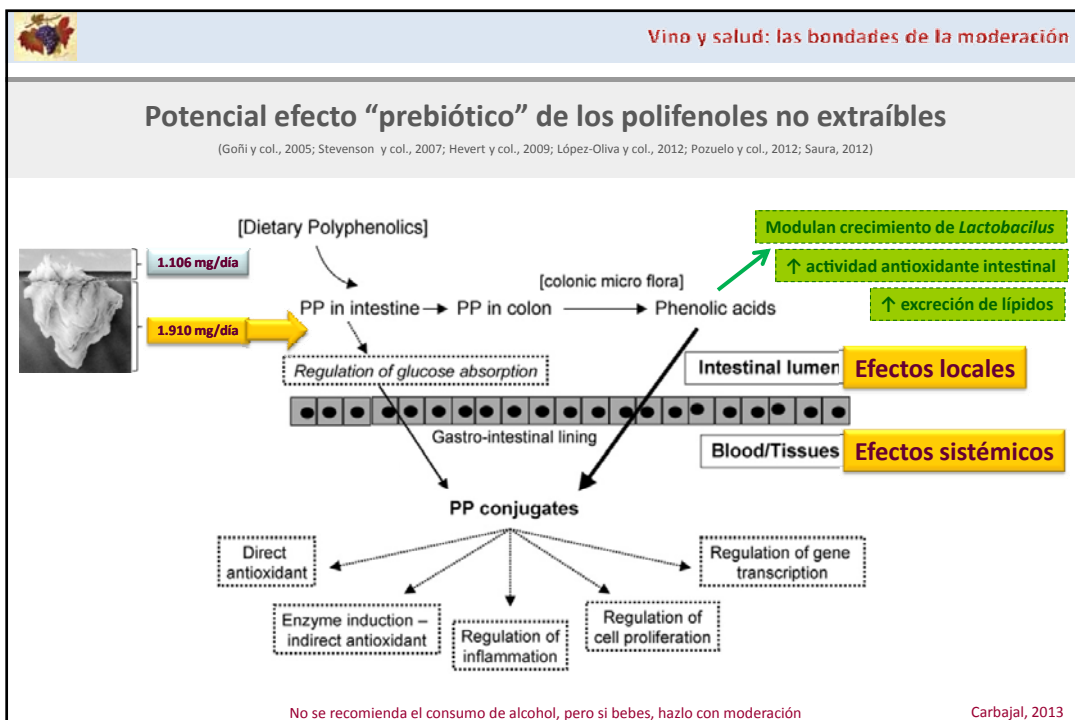 Vino y salud: las bondades de la moderación
Potencial efecto “prebiótico” de los polifenoles no extraíbles
(Goñi y col., 2005; Stevenson y col., 2007; Hevert y col., 2009; López-Oliva y col., 2012; Pozuelo y col., 2012; Saura, 2012)
[Dietary Polyphenolics]
Modulan crecimiento de Lactobacilus
1.106 mg/día
↑ actividad antioxidante intestinal
[colonic micro flora]
↑ excreción de lípidos
1.910 mg/día
PP in intestine → PP in colon → Phenolic acids
Regulation of glucose absorption
Intestinal lumen
Efectos locales
Gastro-intestinal lining
Blood/Tissues
Efectos sistémicos
PP conjugates
Direct
antioxidant
Regulation of gene
transcription
Enzyme induction –
indirect antioxidant
Regulation of
inflammation
Regulation of
cell proliferation
No se recomienda el consumo de alcohol, pero si bebes, hazlo con moderación
Carbajal, 2013